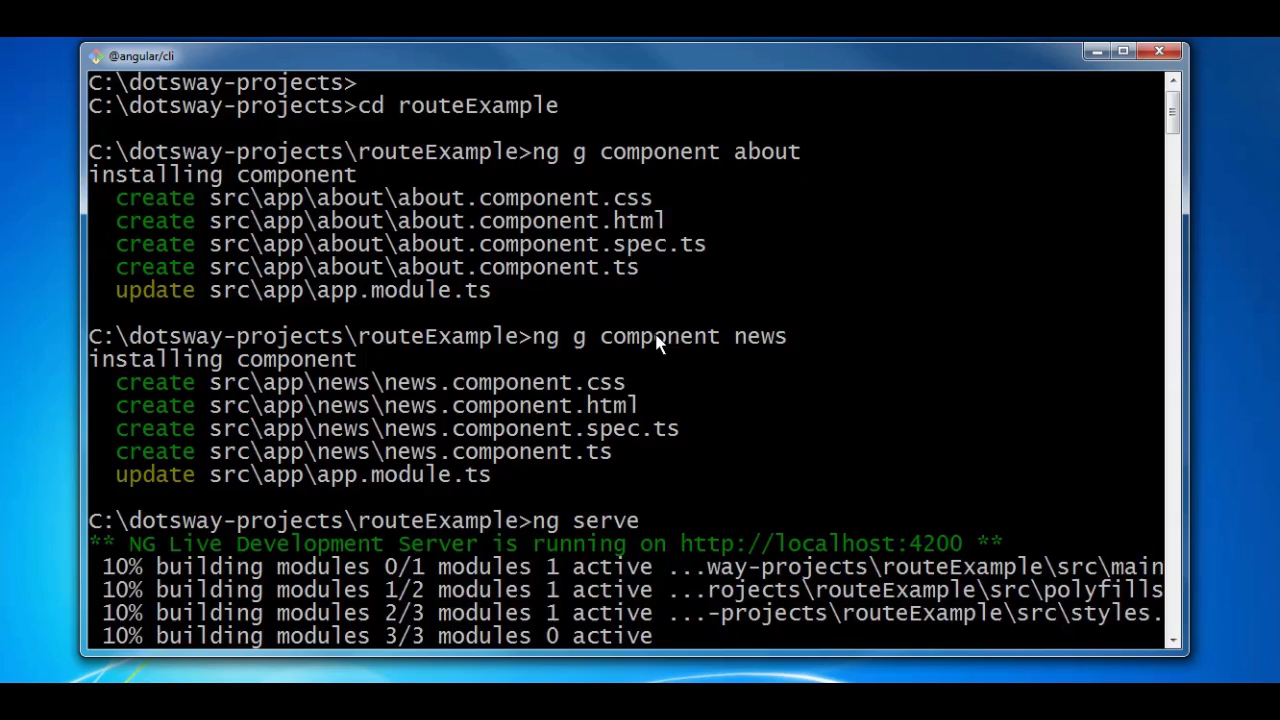 @angular/cli
C:\dotsway-projects>
C:\dotsway-projects>cd routeExample
C:\dotsway-projects\routeExample>ng g component about
installing component
  create src\app\about\about.component.css
  create src\app\about\about.component.html
  create src\app\about\about.component.spec.ts
  create src\app\about\about.component.ts
  update src\app\app.module.ts
C:\dotsway-projects\routeExample>ng g component news
installing component
  create src\app\news\news.component.css
  create src\app\news\news.component.html
  create src\app\news\news.component.spec.ts
  create src\app\news\news.component.ts
  update src\app\app.module.ts
C:\dotsway-projects\routeExample>ng serve
** NG Live Development Server is running on http://localhost:4200 **
 10% building modules 0/1 modules 1 active ...way-projects\routeExample\src\main
 10% building modules 1/2 modules 1 active ...rojects\routeExample\src\polyfills
 10% building modules 2/3 modules 1 active ...-projects\routeExample\src\styles.
 10% building modules 3/3 modules 0 active